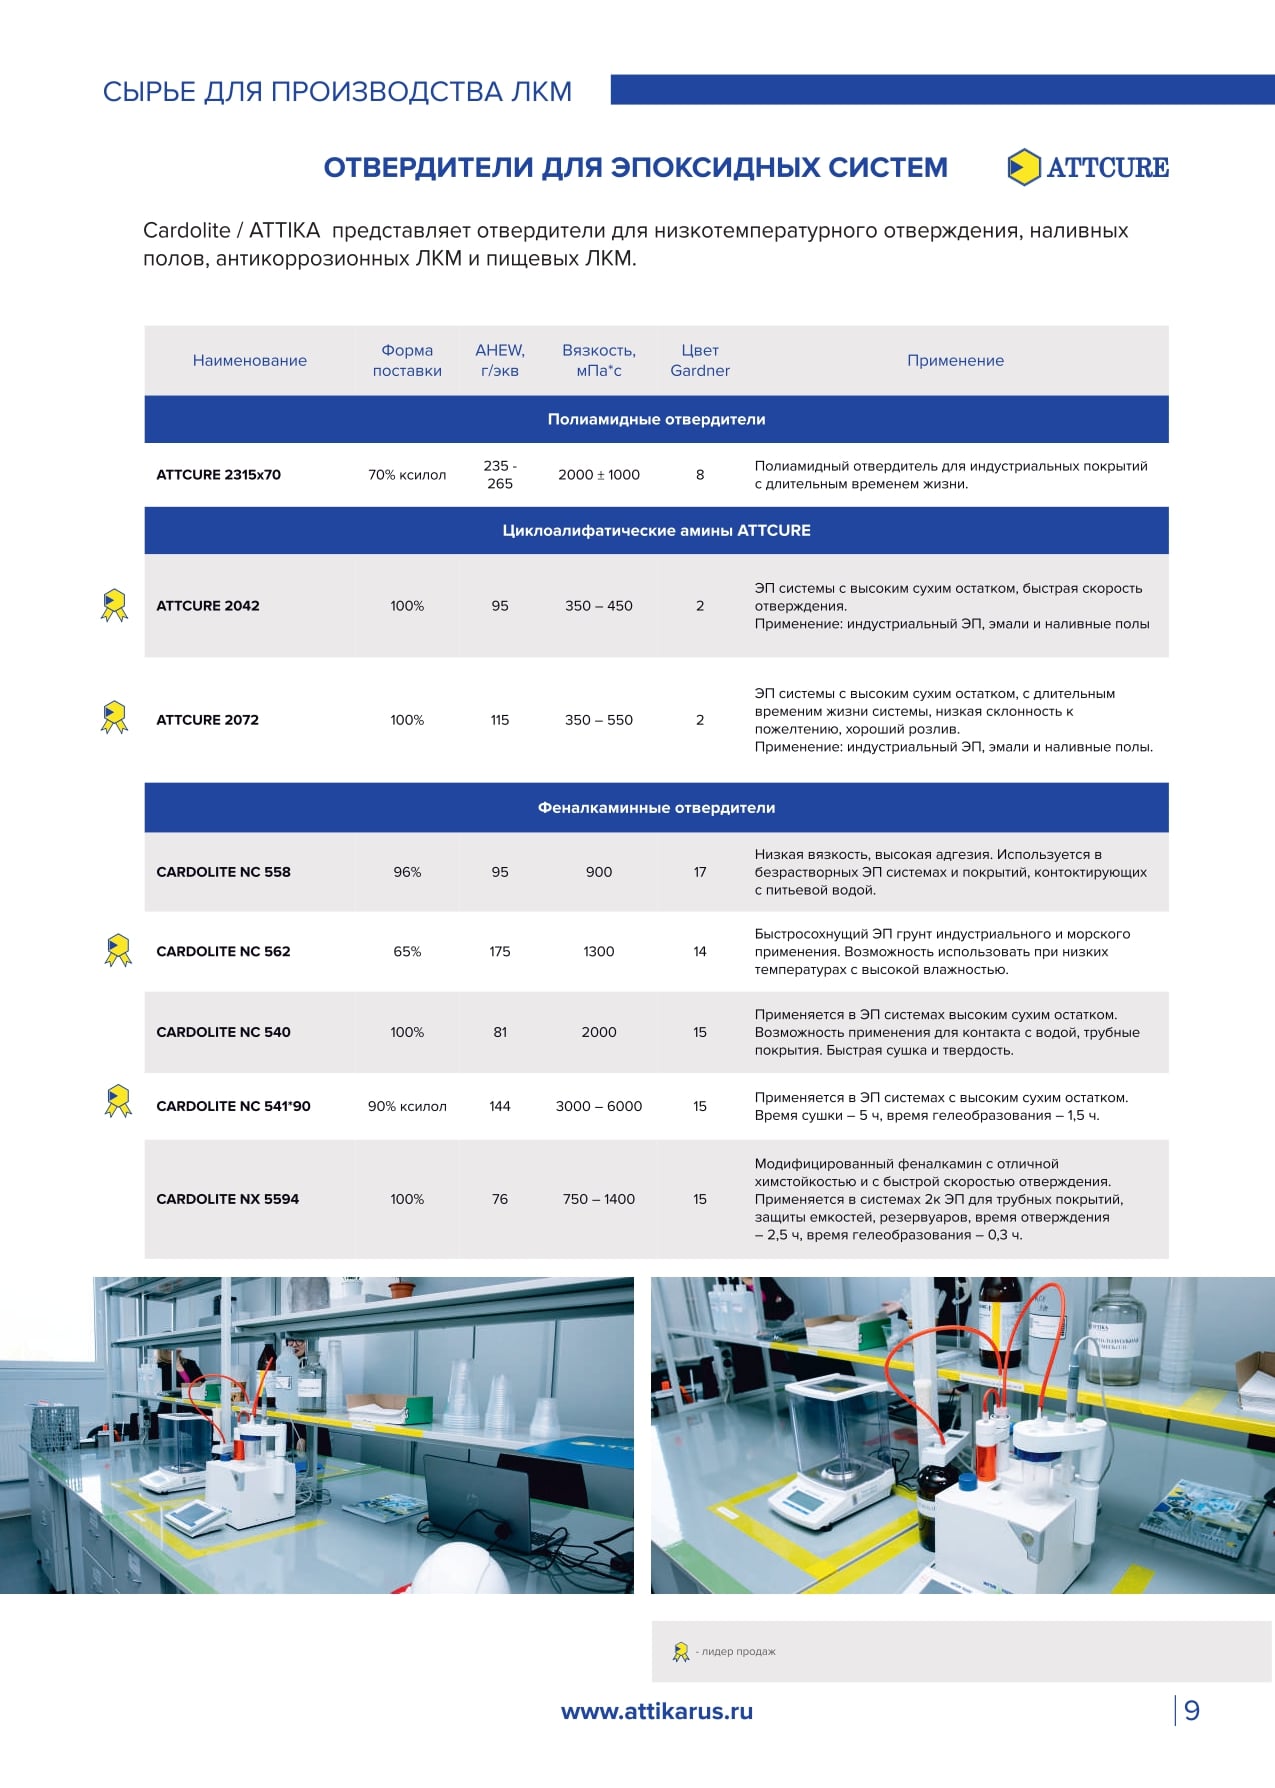 СЫРЬЕ ДЛЯ ПРОИЗВОДСТВА ЛКМ
ОТВЕРДИТЕЛИ ДЛЯ ЭПОКСИДНЫХ СИСТЕМ
ATTCURE
Cardolite / ATTIKA представляет отвердители для низкотемпературного отверждения, наливных
полов, антикоррозионных ЛКМ и пищевых ЛКМ.
Наименование
Форма
поставки
AHEW,
г/экв
Вязкость,
мПа*с
Цвет
Gardner
Применение
Полиамидные отвердители
ATTCURE 2315x70
70% ксилол
235 -
265
2000 ± 1000
8
Полиамидный отвердитель для индустриальных покрытий
с длительным временем жизни.
Циклоалифатические амины ATTCURE
ATTCURE 2042
100%
95
350 – 450
2
ЭП системы с высоким сухим остатком, быстрая скорость
отверждения.
Применение: индустриальный ЭП, эмали и наливные полы
ATTCURE 2072
100%
115
350 – 550
2
ЭП системы с высоким сухим остатком, с длительным
временим жизни системы, низкая склонность к
пожелтению, хороший розлив.
Применение: индустриальный ЭП, эмали и наливные полы.
Феналкаминные отвердители
CARDOLITE NC 558
96%
95
900
17
Низкая вязкость, высокая адгезия. Используется в
безрастворных ЭП системах и покрытий, контоктирующих
с питьевой водой.
CARDOLITE NC 562
65%
175
1300
14
Быстросохнущий ЭП грунт индустриального и морского
применения. Возможность использовать при низких
температурах с высокой влажностью.
CARDOLITE NC 540
100%
81
2000
15
Применяется в ЭП системах высоким сухим остатком.
Возможность применения для контакта с водой, трубные
покрытия. Быстрая сушка и твердость.
CARDOLITE NC 541*90
90% ксилол
144
3000 – 6000
15
Применяется в ЭП системах с высоким сухим остатком.
Время сушки – 5 ч, время гелеобразования – 1,5 ч.
CARDOLITE NX 5594
100%
76
750 – 1400
15
Модифицированный феналкамин с отличной
химстойкостью и с быстрой скоростью отверждения.
Применяется в системах 2к ЭП для трубных покрытий,
защиты емкостей, резервуаров, время отверждения
– 2,5 ч, время гелеобразования – 0,3 ч.
- лидер продаж
www.attikarus.ru
9